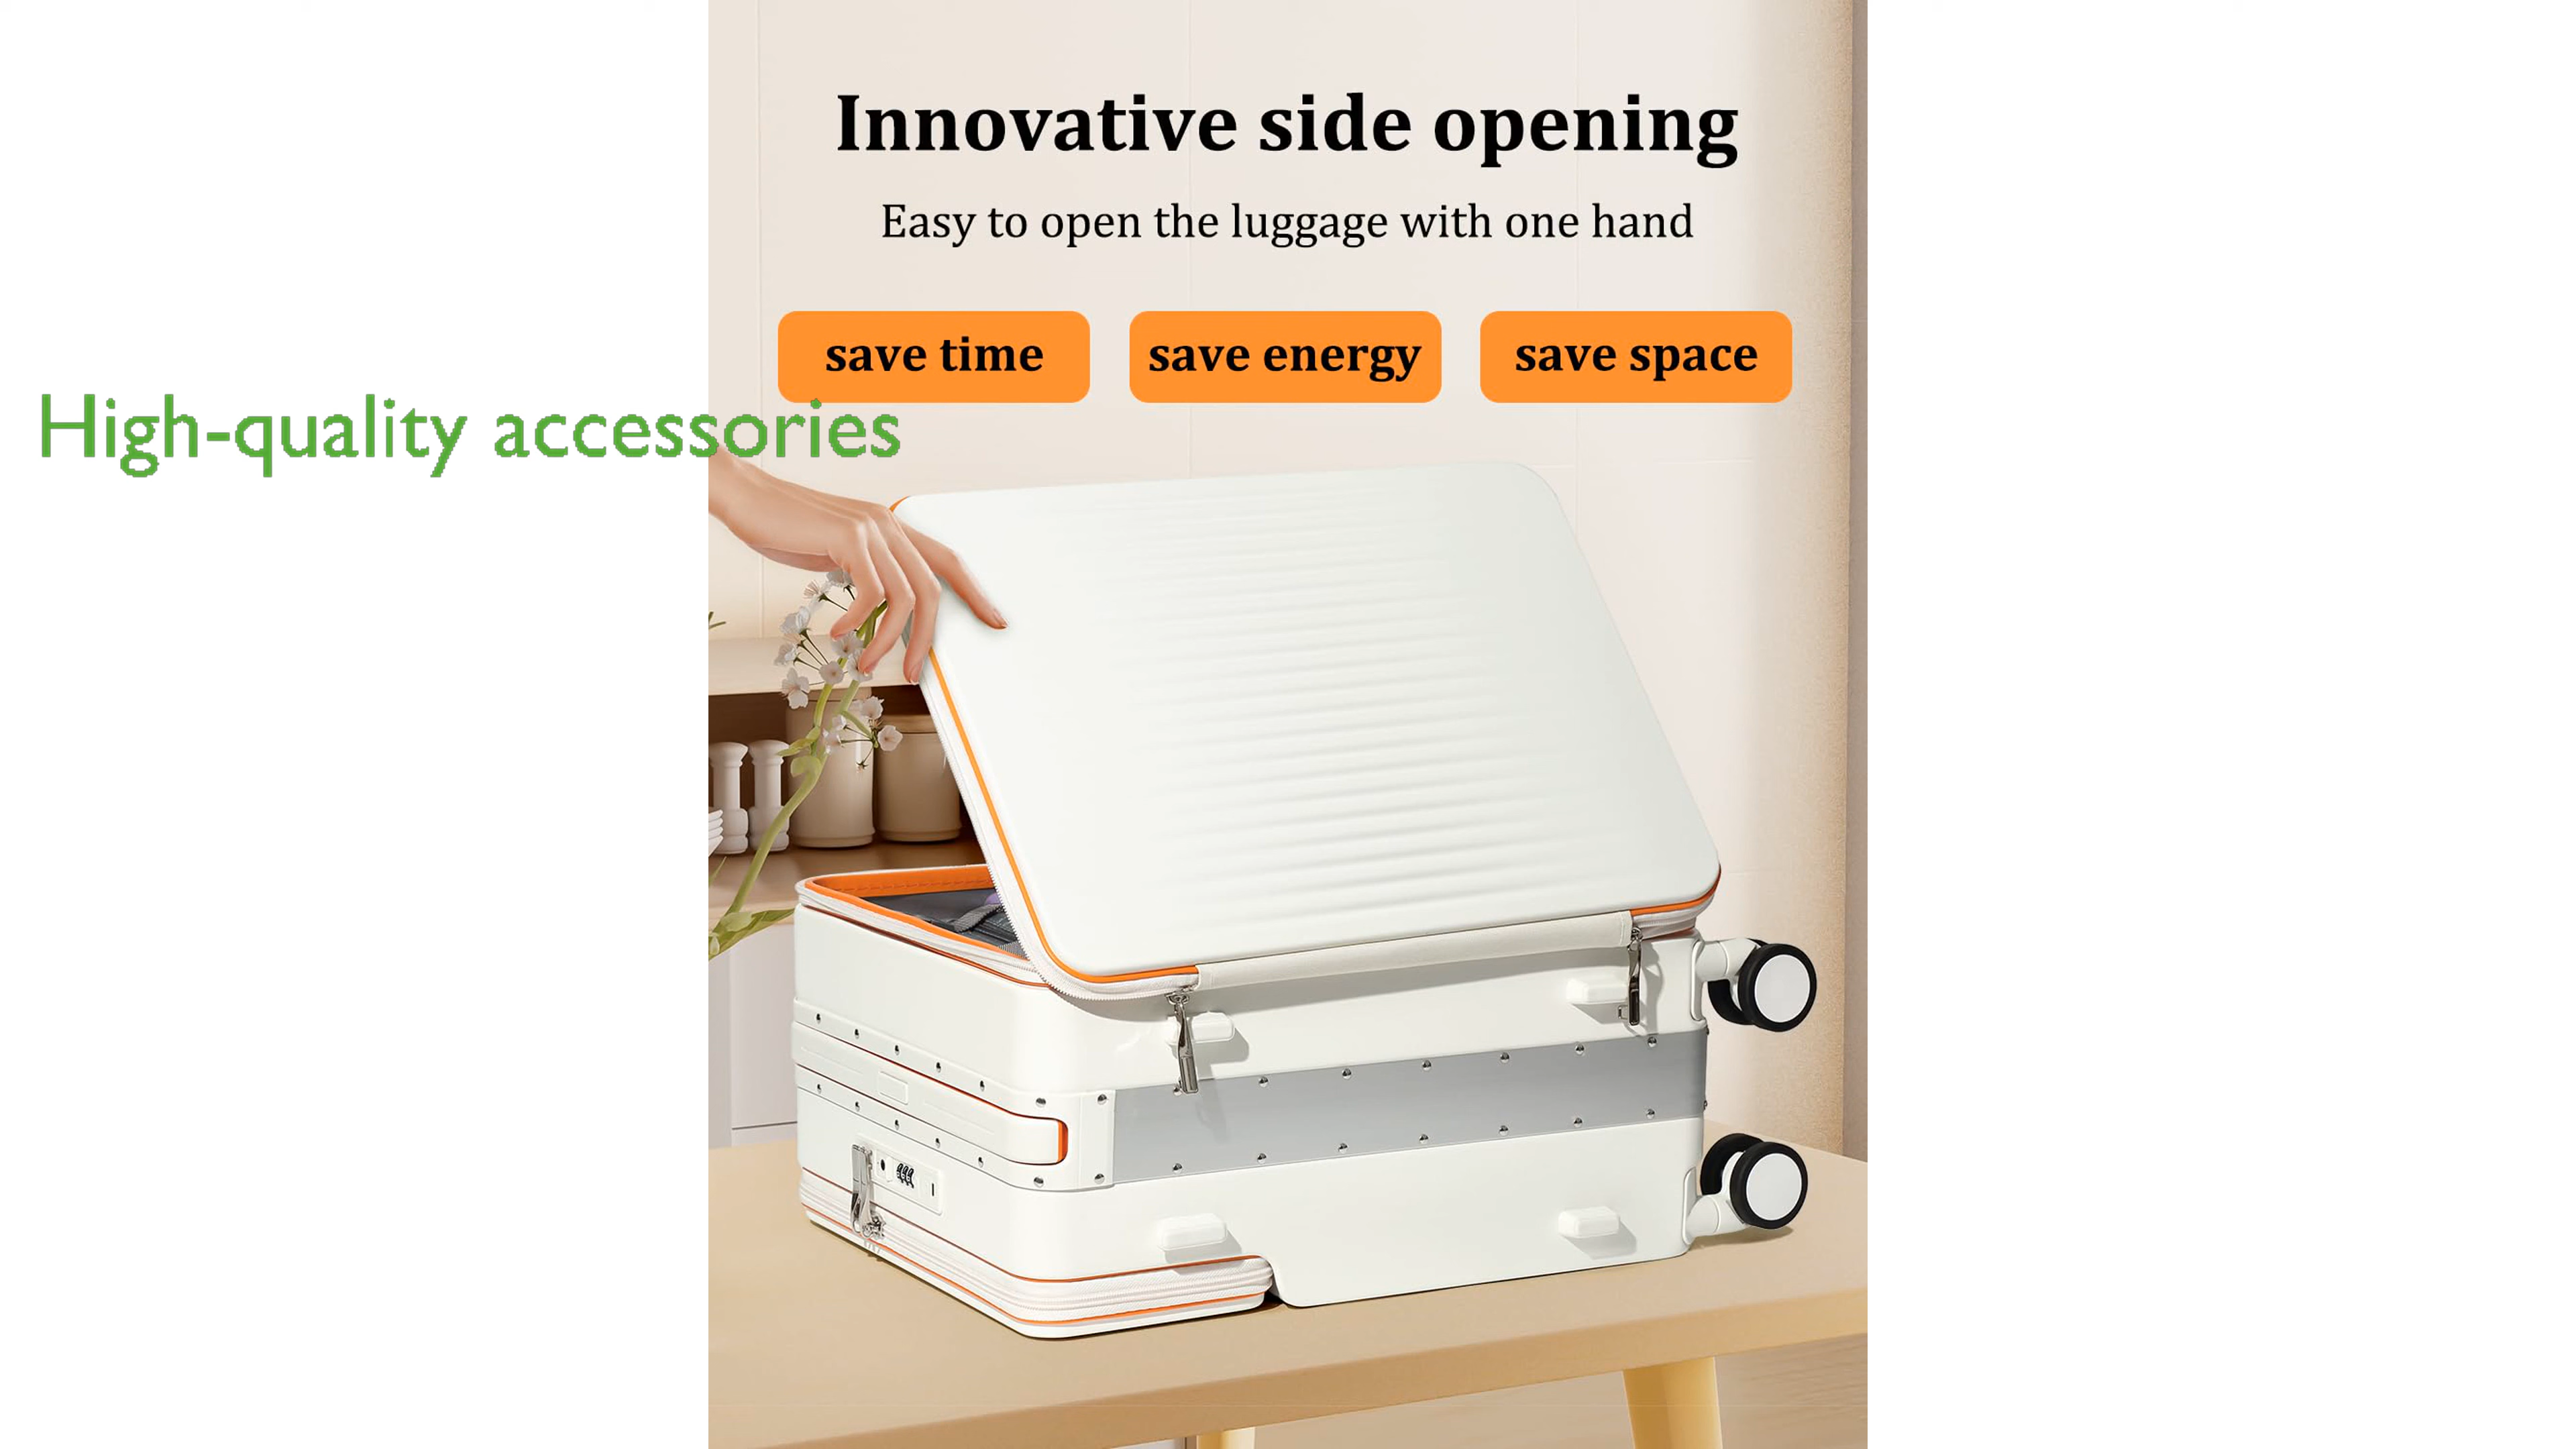 Innovative side opening
Easy to open the luggage with one hand
save time save energy save space
High-quality accessories